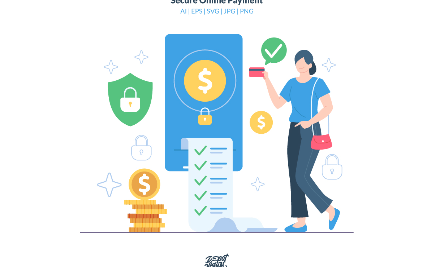 Secure Online Payment
AI | EPS | SVG | JPG | PNG